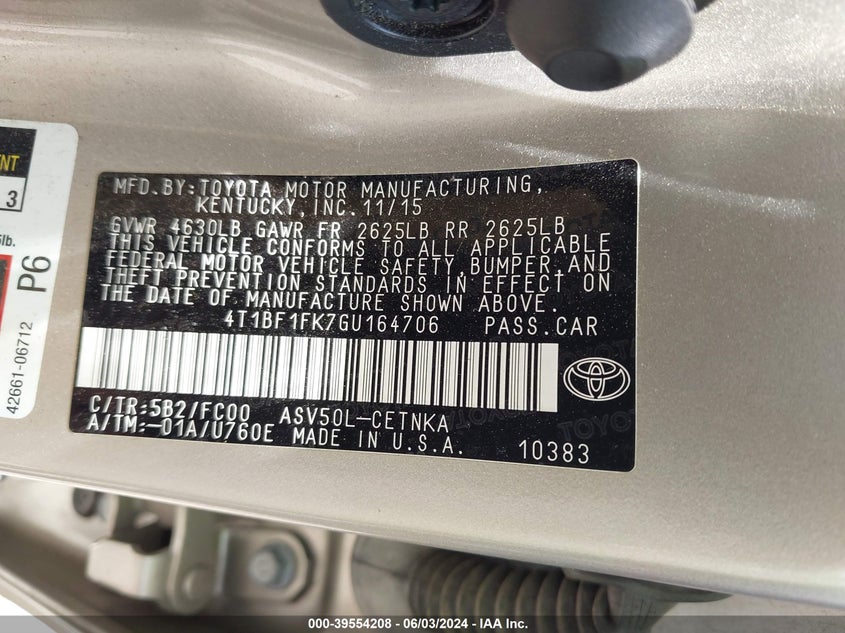 NT
3
lb.
P6
42661-06712
MFD.BY:TOYOTA MOTOR MANUFACTURING,
KENTUCKY,INC.11/15
GVWR 4630LB GAWR FR 2625LB RR 2625LB
THIS VEHICLE CONFORMS TO ALL APPLICABLE
FEDERAL MOTOR VEHICLE SAFETY,BUMPER,AND
THEFT PREVENTION STANDARDS IN EFFECT ON
THE DATE OF MANUFACTURE SHOWN ABOVE.
4T1BF1FK7GU164706 PASS.CAR
C/TR:5B2/FC00 ASV50L-CETNKA
A/TM:-01A/U760E MADE IN U.S.A. 10383
000-39554208 - 06/03/2024 - IAA Inc.